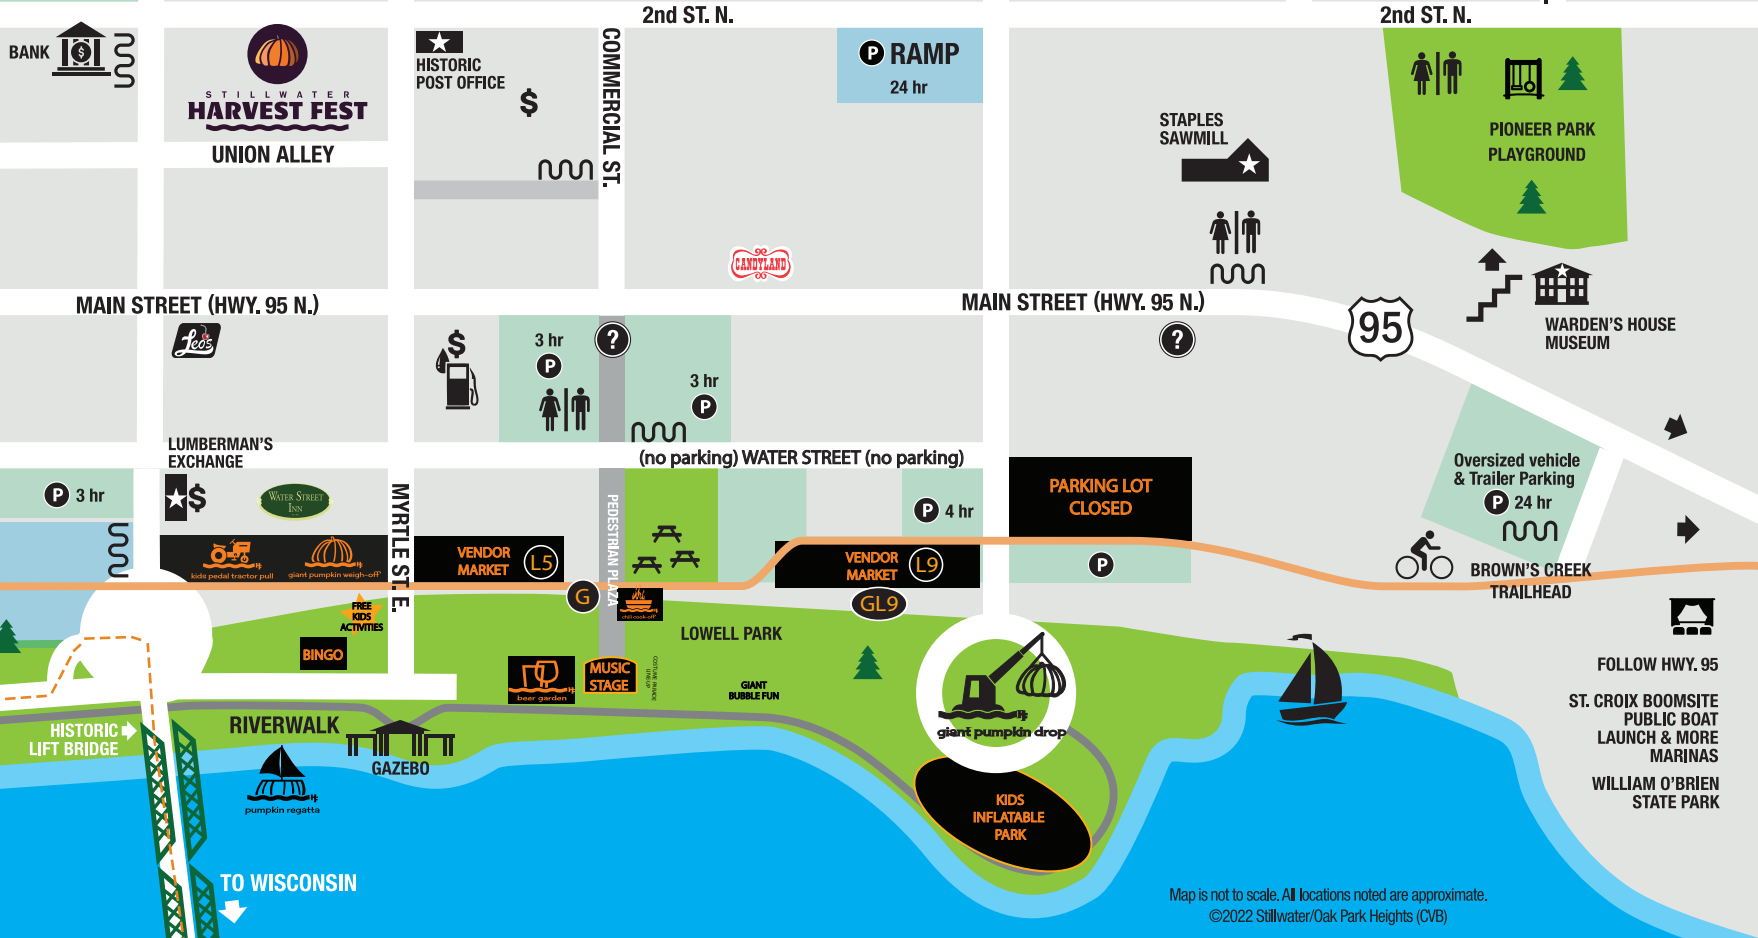 2nd ST. N.
2nd ST. N.
BANK
$
STILLWATER
HARVEST FEST
UNION ALLEY
HISTORIC
POST OFFICE
$
COMMERCIAL ST.
P RAMP
24 hr
STAPLES
SAWMILL
PIONEER PARK
PLAYGROUND
CANDYLAND
WARDEN'S HOUSE
MUSEUM
MAIN STREET (HWY. 95 N.)
MAIN STREET (HWY. 95 N.)
95
Leo's
$
3 hr
P
?
3 hr
P
?
LUMBERMAN'S
EXCHANGE
$
WATER STREET
INN
(no parking) WATER STREET (no parking)
P 3 hr
MYRTLE ST. E.
PEDESTRIAN PLAZA
P 4 hr
PARKING LOT
CLOSED
Oversized vehicle
& Trailer Parking
P 24 hr
kids pedal tractor pull
giant pumpkin weigh-off
VENDOR
MARKET
L5
VENDOR
MARKET
L9
P
BROWN'S CREEK
TRAILHEAD
G
GL9
chili cook-off
FREE
KIDS
ACTIVITIES
BINGO
LOWELL PARK
beer garden
MUSIC
STAGE
COSTUME PARADE
LINEUP
GIANT
BUBBLE FUN
giant pumpkin drop
FOLLOW HWY. 95
ST. CROIX BOOMSITE
PUBLIC BOAT
LAUNCH & MORE
MARINAS
WILLIAM O'BRIEN
STATE PARK
HISTORIC
LIFT BRIDGE
RIVERWALK
GAZEBO
pumpkin regatta
KIDS
INFLATABLE
PARK
TO WISCONSIN
Map is not to scale. All locations noted are approximate.
©2022 Stillwater/Oak Park Heights (CVB)